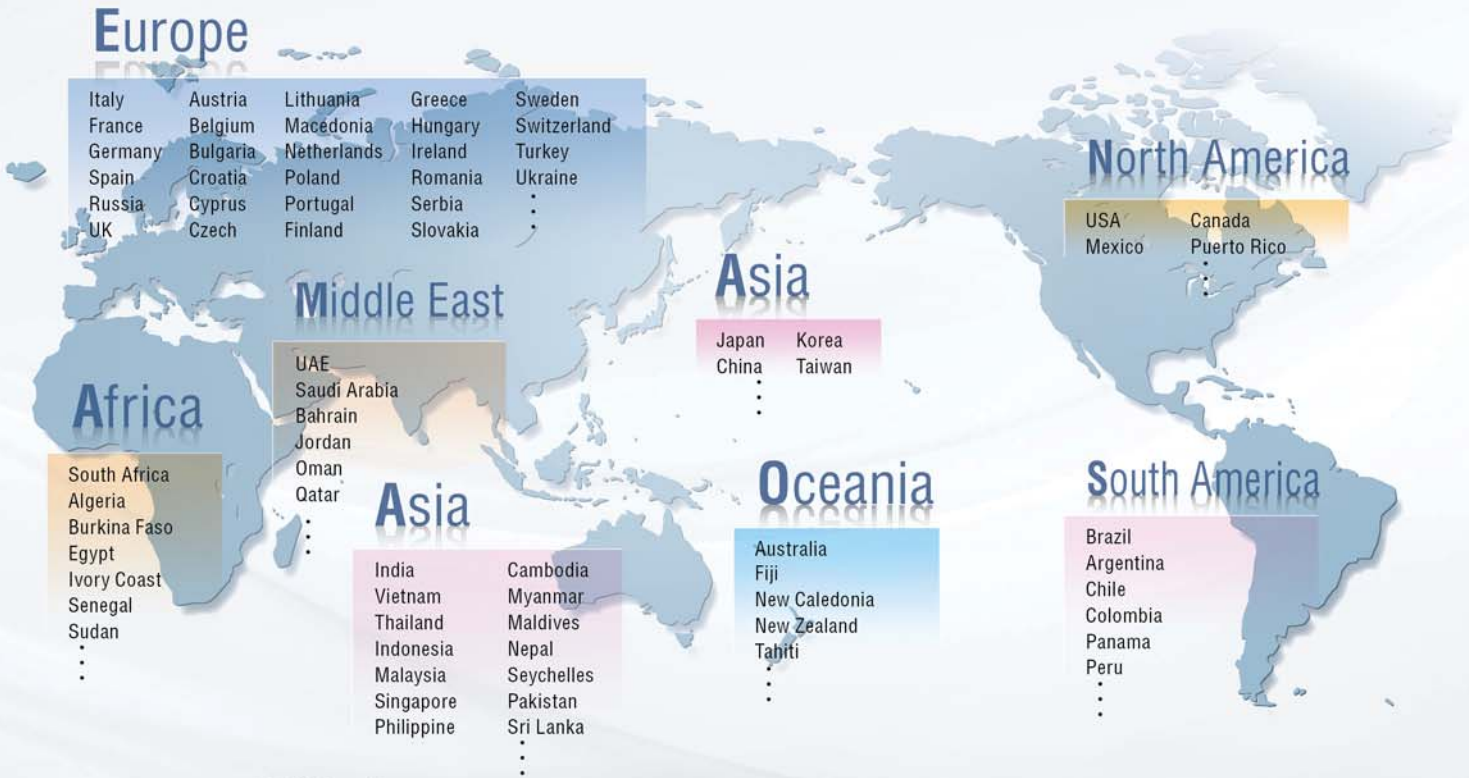 Europe
Italy Austria Lithuania Greece Sweden
France Belgium Macedonia Hungary Switzerland
Germany Bulgaria Netherlands Ireland Turkey
Spain Croatia Poland Romania Ukraine
Russia Cyprus Portugal Serbia
UK Czech Finland Slovakia
North America
USA Canada
Mexico Puerto Rico
Middle East
UAE
Saudi Arabia
Bahrain
Jordan
Oman
Qatar
Asia
Japan Korea
China Taiwan
Africa
South Africa
Algeria
Burkina Faso
Egypt
Ivory Coast
Senegal
Sudan
Asia
India Cambodia
Vietnam Myanmar
Thailand Maldives
Indonesia Nepal
Malaysia Seychelles
Singapore Pakistan
Philippine Sri Lanka
Oceania
Australia
Fiji
New Caledonia
New Zealand
Tahiti
South America
Brazil
Argentina
Chile
Colombia
Panama
Peru